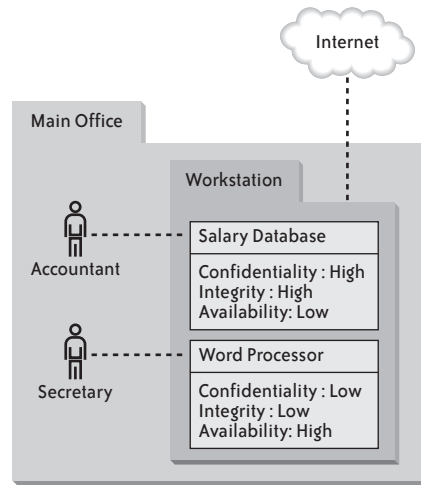 Internet
Main Office
Workstation
Accountant
Salary Database
Confidentiality : High
Integrity : High
Availability: Low
Secretary
Word Processor
Confidentiality : Low
Integrity : Low
Availability: High